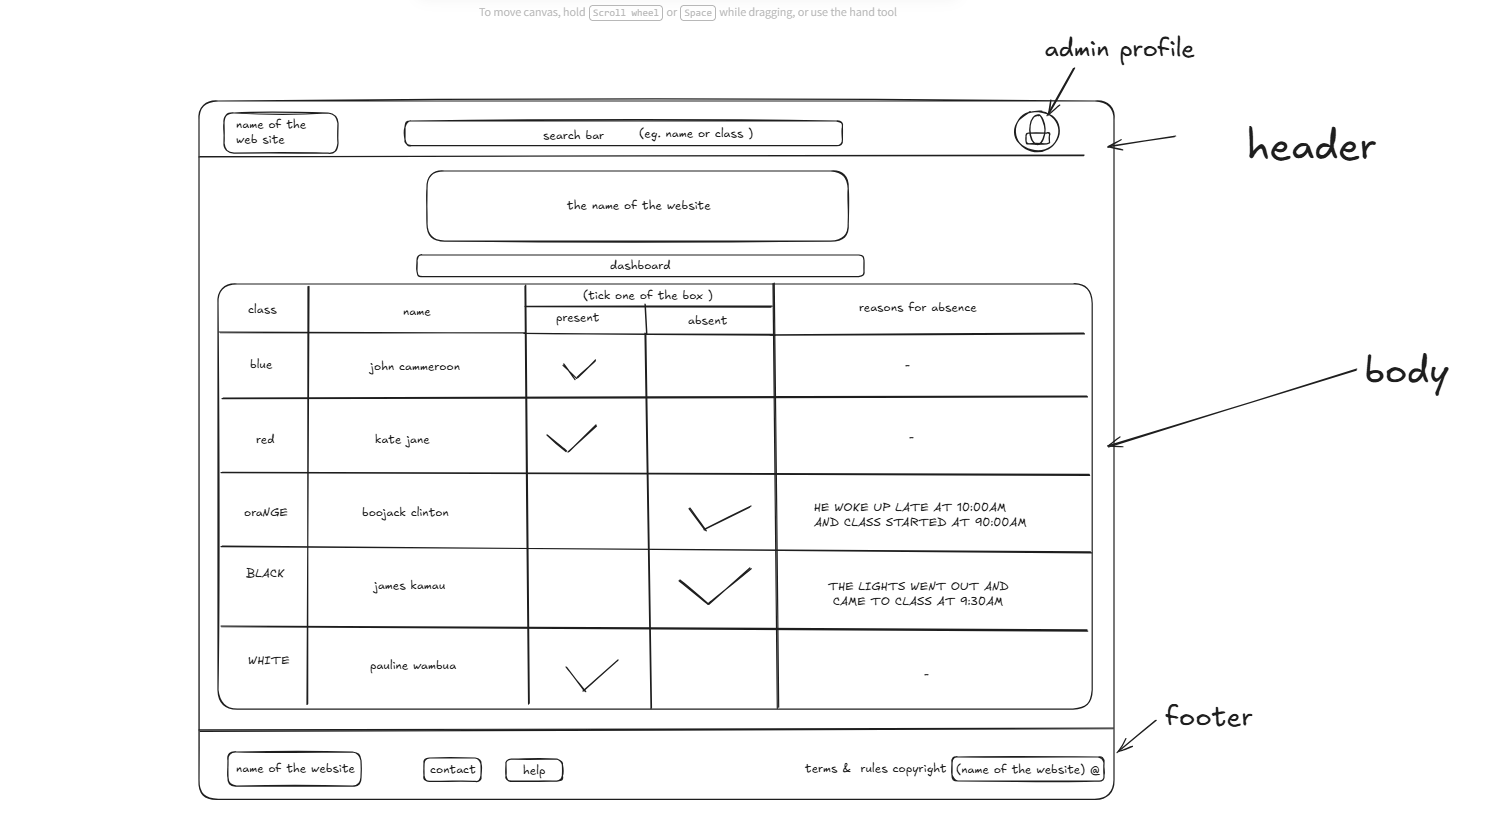 To move canvas, hold Scroll wheel or Space while dragging, or use the hand tool
admin profile
name of the
web site
search bar (eg. name or class )
header
the name of the website
dashboard
class
name
(tick one of the box )
present
absent
reasons for absence
blue
john cammeroon
-
body
red
kate jane
-
oraNGE
boojack clinton
HE WOKE UP LATE AT 10:00AM
AND CLASS STARTED AT 90:00AM
BLACK
james kamau
THE LIGHTS WENT OUT AND
CAME TO CLASS AT 9:30AM
WHITE
pauline wambua
-
footer
name of the website
contact
help
terms & rules copyright (name of the website) @